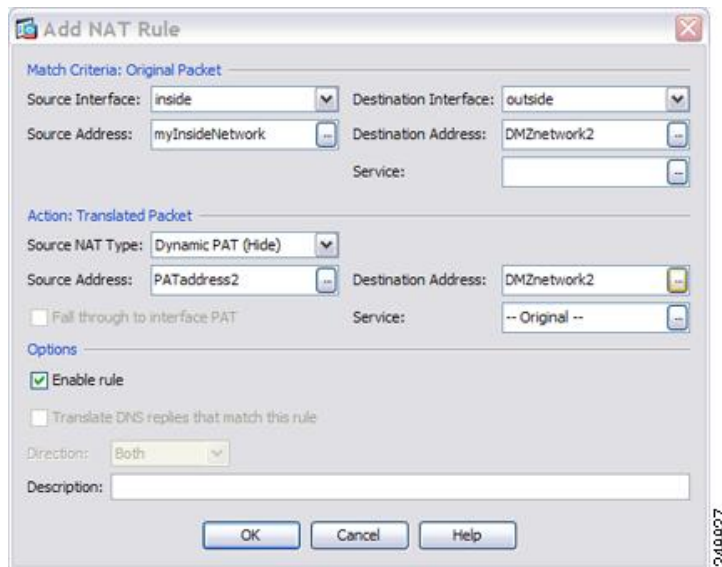 Add NAT Rule
Match Criteria: Original Packet
Source Interface: inside Destination Interface: outside
Source Address: myInsideNetwork ... Destination Address: DMZnetwork2 ...
Service: ...
Action: Translated Packet
Source NAT Type: Dynamic PAT (Hide)
Source Address: PATaddress2 ... Destination Address: DMZnetwork2 ...
Fall through to interface PAT Service: -- Original -- ...
Options
Enable rule
Translate DNS replies that match this rule
Direction: Both
Description:
OK Cancel Help
248827